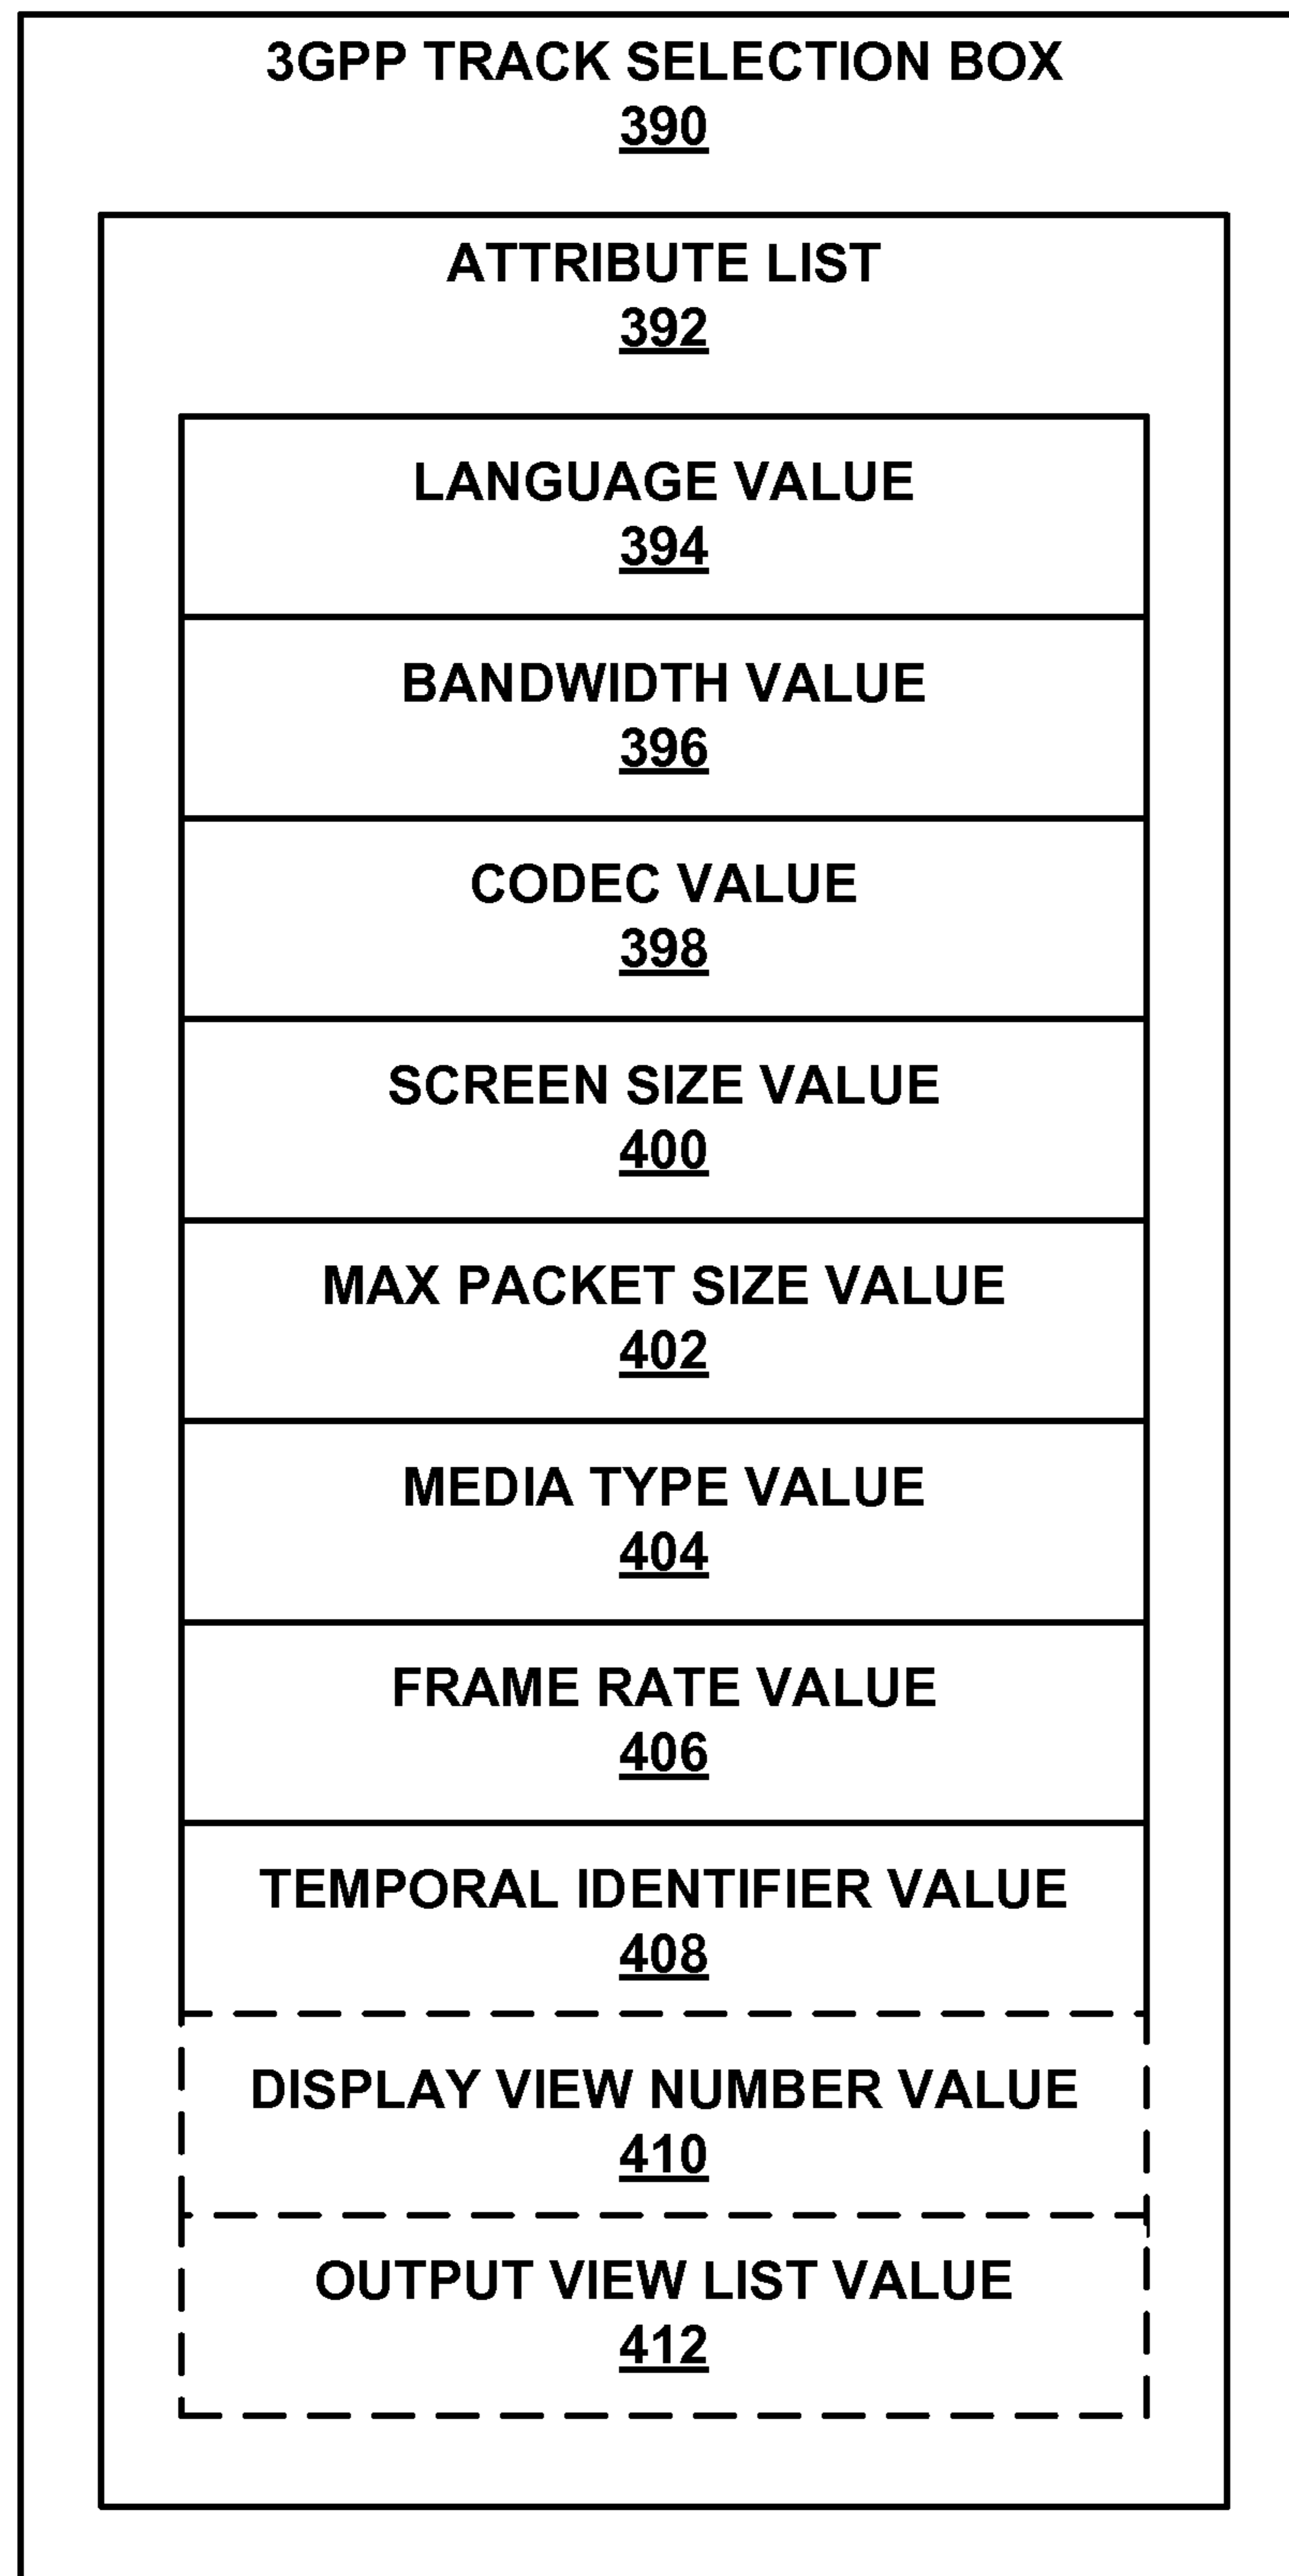 3GPP TRACK SELECTION BOX
390
ATTRIBUTE LIST
392
LANGUAGE VALUE
394
BANDWIDTH VALUE
396
CODEC VALUE
398
SCREEN SIZE VALUE
400
MAX PACKET SIZE VALUE
402
MEDIA TYPE VALUE
404
FRAME RATE VALUE
406
TEMPORAL IDENTIFIER VALUE
408
DISPLAY VIEW NUMBER VALUE
410
OUTPUT VIEW LIST VALUE
412